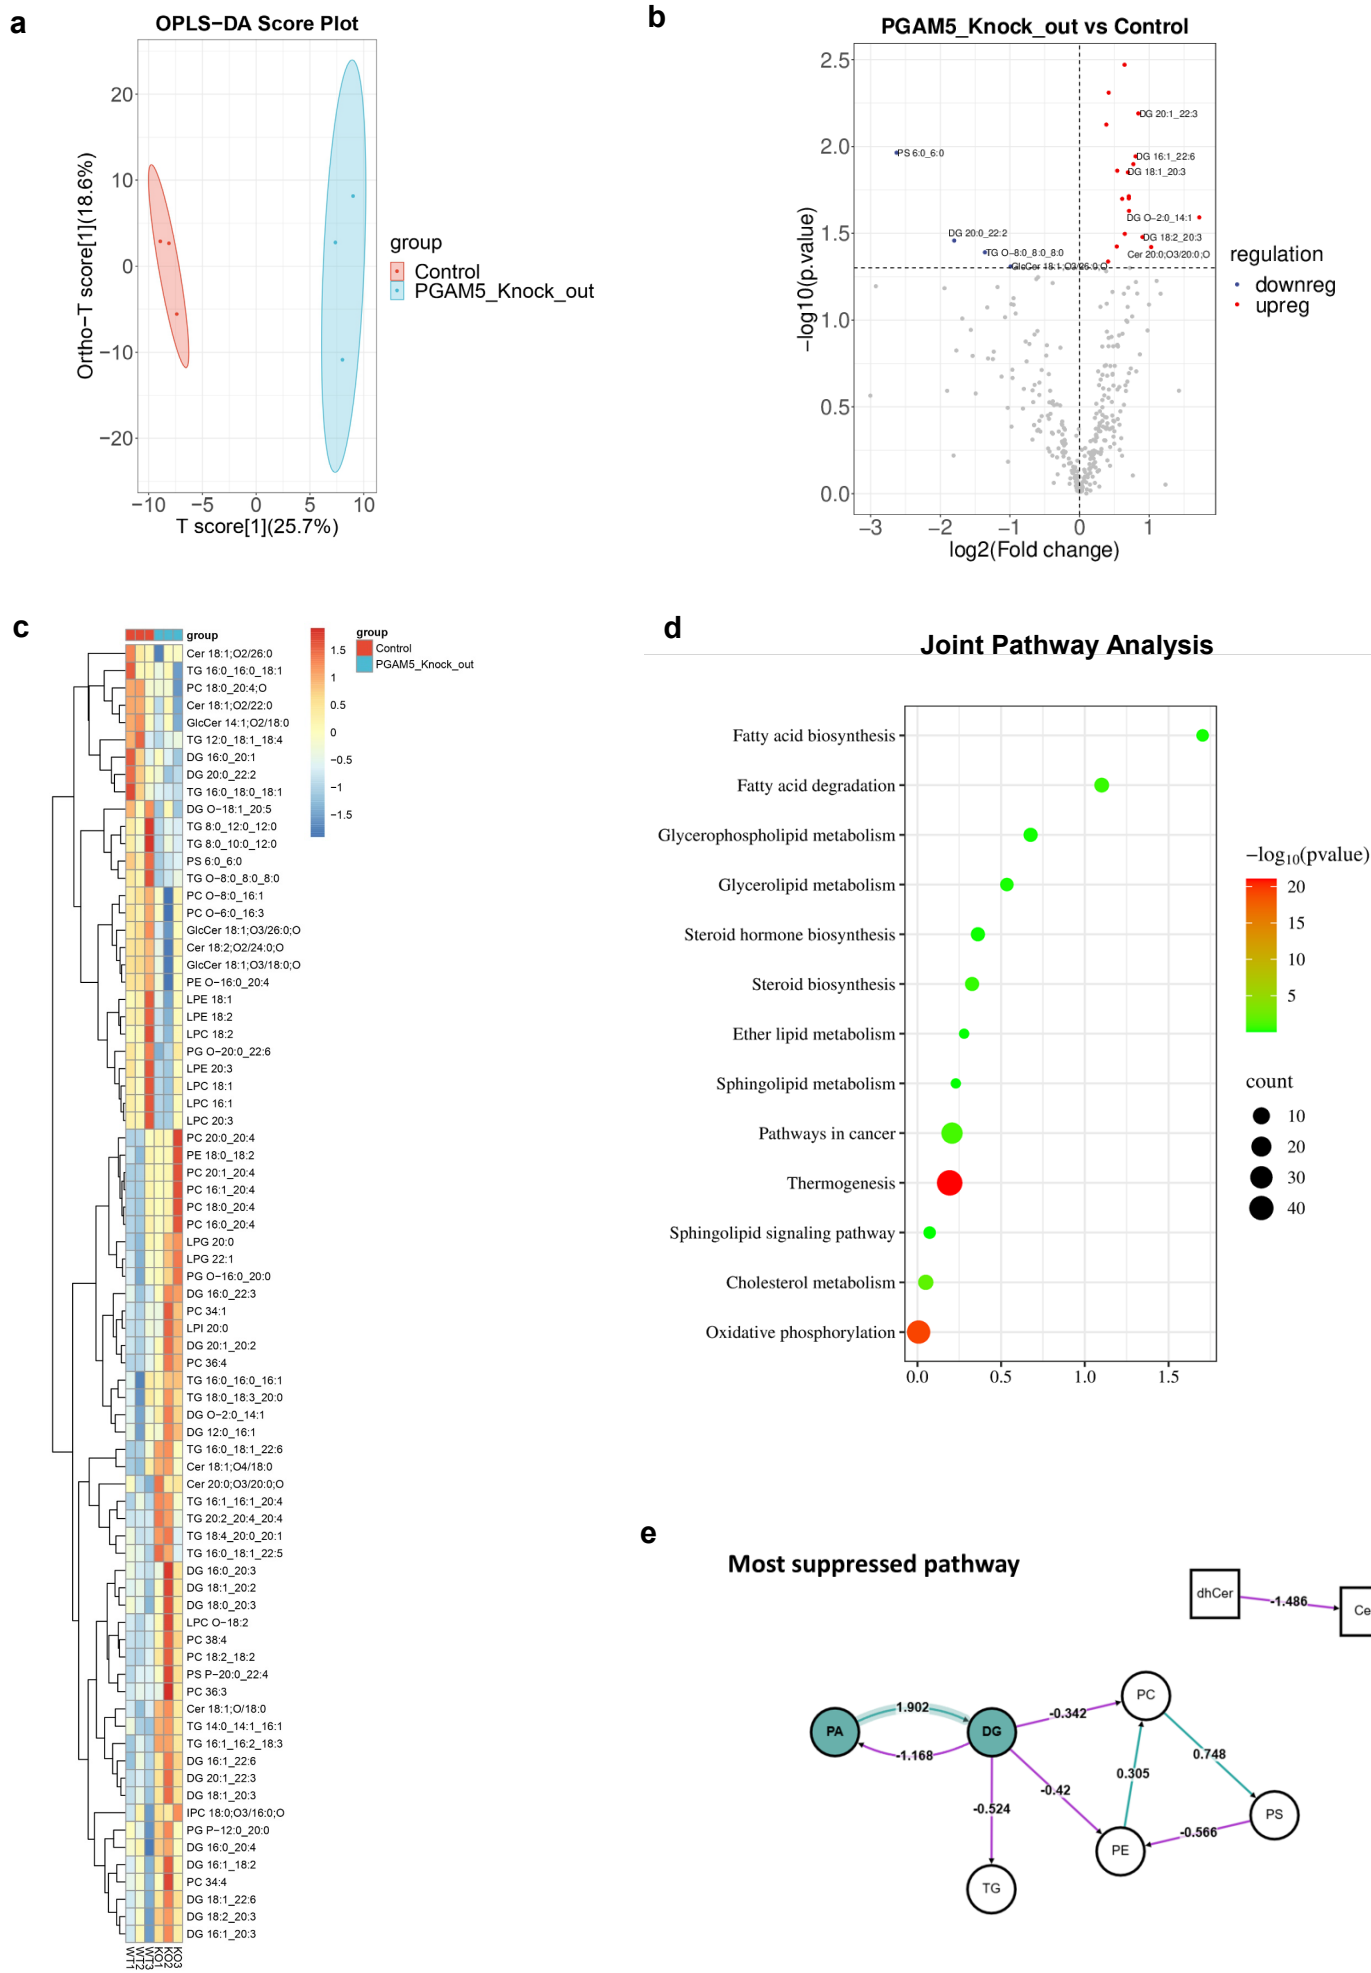 a
OPLS−DA Score Plot
20
10
0
−10
−20
Ortho−T score[1](18.6%)
−10
−5
0
5
10
T score[1](25.7%)
group
Control
PGAM5_Knock_out
b
PGAM5_Knock_out vs Control
2.5
2.0
1.5
1.0
0.5
0.0
−log10(p.value)
DG 20:1_22:3
PS 6:0_6:0
DG 16:1_22:6
DG 18:1_20:3
DG O−2:0_14:1
DG 20:0_22:2
DG 18:2_20:3
TG O−8:0_8:0_8:0
Cer 20:0;O3/20:0;O
GlcCer 18:1;O3/26:0;O
−3
−2
−1
0
1
log2(Fold change)
regulation
downreg
upreg
c
group
Cer 18:1;O2/26:0
TG 16:0_16:0_18:1
PC 18:0_20:4;O
Cer 18:1;O2/22:0
GlcCer 14:1;O2/18:0
TG 12:0_18:1_18:4
DG 16:0_20:1
DG 20:0_22:2
TG 16:0_18:0_18:1
DG O−18:1_20:5
TG 8:0_12:0_12:0
TG 8:0_10:0_12:0
PS 6:0_6:0
TG O−8:0_8:0_8:0
PC O−8:0_16:1
PC O−6:0_16:3
GlcCer 18:1;O3/26:0;O
Cer 18:2;O2/24:0;O
GlcCer 18:1;O3/18:0;O
PE O−16:0_20:4
LPE 18:1
LPE 18:2
LPC 18:2
PG O−20:0_22:6
LPE 20:3
LPC 18:1
LPC 16:1
LPC 20:3
PC 20:0_20:4
PE 18:0_18:2
PC 20:1_20:4
PC 16:1_20:4
PC 18:0_20:4
PC 16:0_20:4
LPG 20:0
LPG 22:1
PG O−16:0_20:0
DG 16:0_22:3
PC 34:1
LPI 20:0
DG 20:1_20:2
PC 36:4
TG 16:0_16:0_16:1
TG 18:0_18:3_20:0
DG O−2:0_14:1
DG 12:0_16:1
TG 16:0_18:1_22:6
Cer 18:1;O4/18:0
Cer 20:0;O3/20:0;O
TG 16:1_16:1_20:4
TG 20:2_20:4_20:4
TG 18:4_20:0_20:1
TG 16:0_18:1_22:5
DG 16:0_20:3
DG 18:1_20:2
DG 18:0_20:3
LPC O−18:2
PC 38:4
PC 18:2_18:2
PS P−20:0_22:4
PC 36:3
Cer 18:1;O/18:0
TG 14:0_14:1_16:1
TG 16:1_16:2_18:3
DG 16:1_22:6
DG 20:1_22:3
DG 18:1_20:3
IPC 18:0;O3/16:0;O
PG P−12:0_20:0
DG 16:0_20:4
DG 16:1_18:2
PC 34:4
DG 18:1_22:6
DG 18:2_20:3
DG 16:1_20:3
WT1
WT2
WT3
KO1
KO2
KO3
1.5
1
0.5
0
−0.5
−1
−1.5
group
Control
PGAM5_Knock_out
d
Joint Pathway Analysis
Fatty acid biosynthesis
Fatty acid degradation
Glycerophospholipid metabolism
Glycerolipid metabolism
Steroid hormone biosynthesis
Steroid biosynthesis
Ether lipid metabolism
Sphingolipid metabolism
Pathways in cancer
Thermogenesis
Sphingolipid signaling pathway
Cholesterol metabolism
Oxidative phosphorylation
0.0
0.5
1.0
1.5
−log10(pvalue)
20
15
10
5
count
10
20
30
40
e
Most suppressed pathway
dhCer
-1.486
Ce
PA
1.902
-1.168
DG
-0.342
PC
0.748
-0.42
0.305
-0.524
PS
-0.566
PE
TG